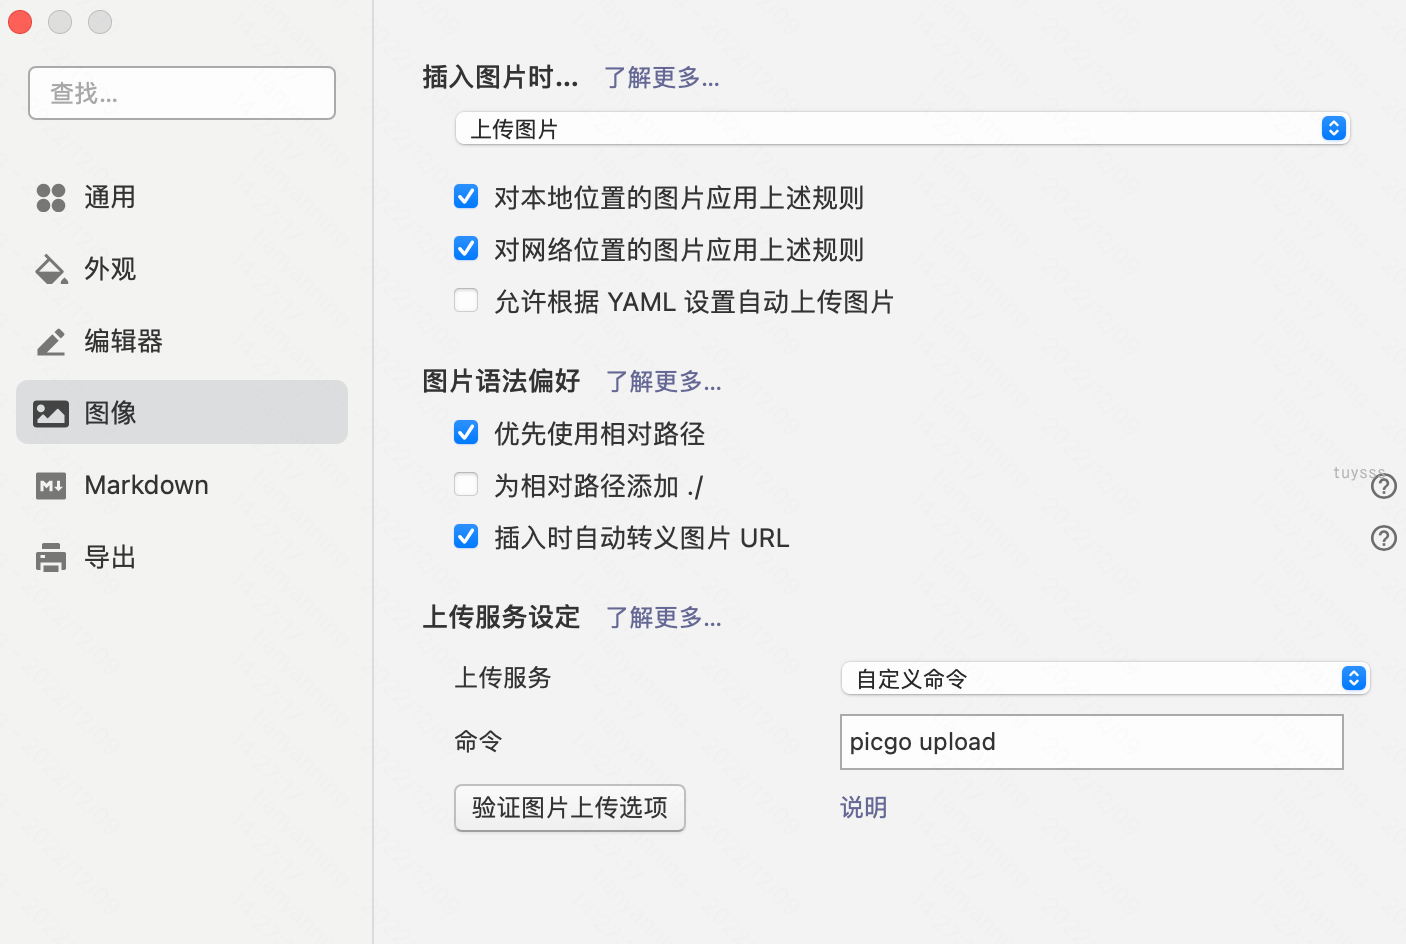 查找...
通用
外观
编辑器
图像
Markdown
导出
插入图片时... 了解更多...
上传图片
对本地位置的图片应用上述规则
对网络位置的图片应用上述规则
允许根据 YAML 设置自动上传图片
图片语法偏好 了解更多...
优先使用相对路径
tuysss
为相对路径添加 ./
插入时自动转义图片 URL
上传服务设定 了解更多...
上传服务 自定义命令
命令 picgo upload
验证图片上传选项 说明